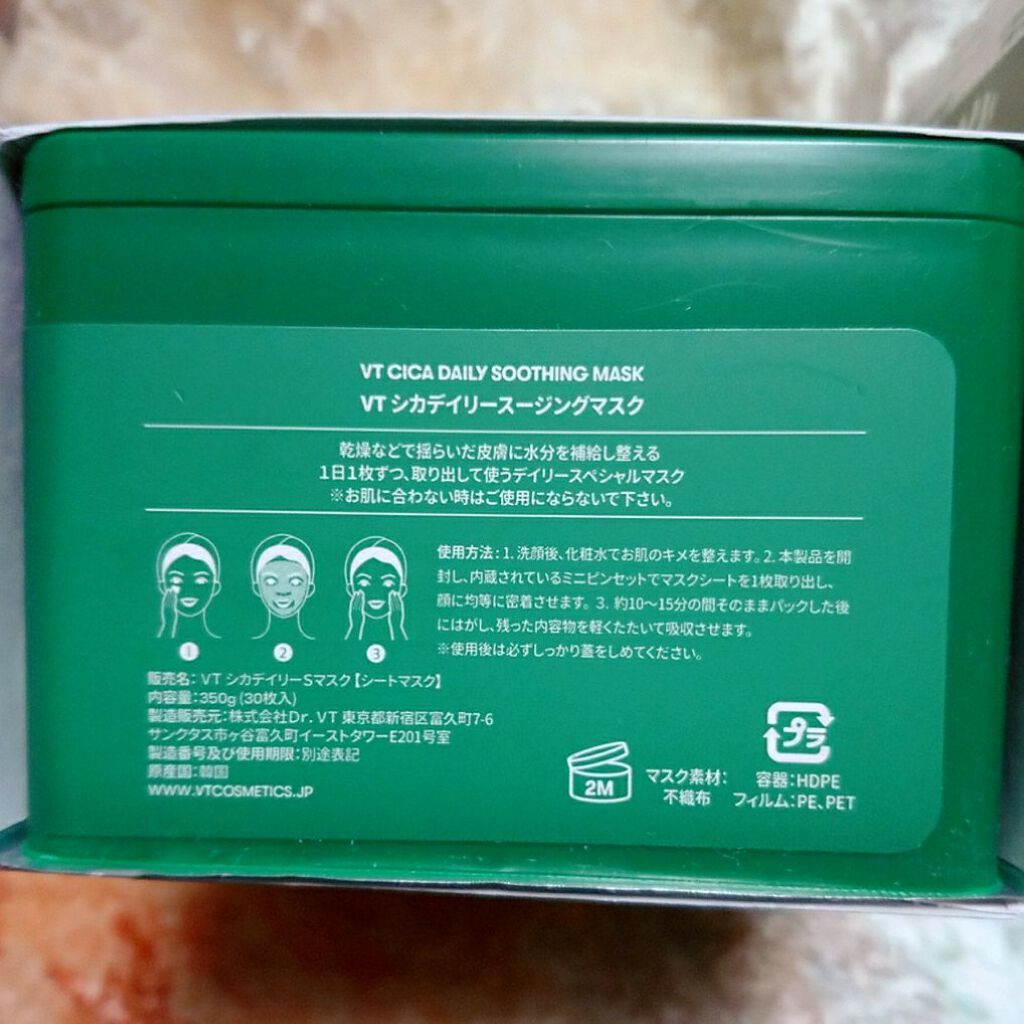 VT CICA DAILY SOOTHING MASK
VT シカデイリースージングマスク
乾燥などで揺らいだ皮膚に水分を補給し整える
1日1枚ずつ、取り出して使うデイリースペシャルマスク
※お肌に合わない時はご使用にならないで下さい。
使用方法：1. 洗顔後、化粧水でお肌のキメを整えます。2. 本製品を開
封し、内蔵されているミニピンセットでマスクシートを1枚取り出し、
顔に均等に密着させます。3. 約10〜15分の間そのままパックした後
にはがし、残った内容物を軽くたたいて吸収させます。
※使用後は必ずしっかり蓋をしめてください。
1
2
3
販売名：VT シカデイリーSマスク【シートマスク】
内容量：350g (30枚入)
製造販売元：株式会社Dr. VT 東京都新宿区富久町7-6
サンクタス市ヶ谷富久町イーストタワーE201号室
製造番号及び使用期限：別途表記
原産国：韓国
WWW.VTCOSMETICS.JP
2M
マスク素材：
不織布
プラ
容器：HDPE
フィルム：PE、PET